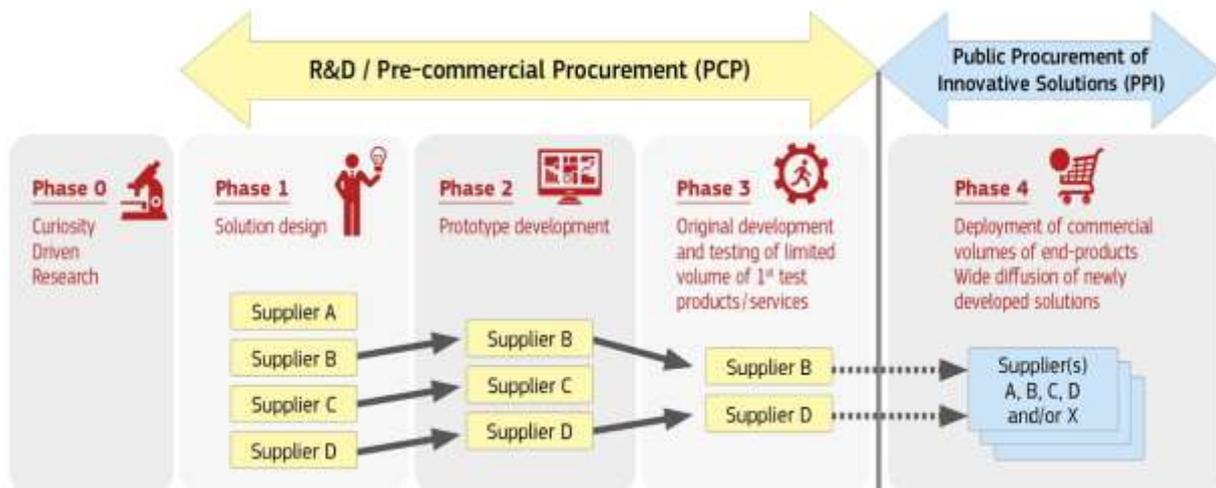 R&D / Pre-commercial Procurement (PCP)
Public Procurement of
Innovative Solutions (PPI)
Phase 0
Curiosity
Driven
Research
Phase 1
Solution design
Supplier A
Supplier B
Supplier C
Supplier D
Phase 2
Prototype development
Supplier B
Supplier C
Supplier D
Phase 3
Original development
and testing of limited
volume of 1st test
products/services
Supplier B
Supplier D
Phase 4
Deployment of commercial
volumes of end-products
Wide diffusion of newly
developed solutions
Supplier(s)
A, B, C, D
and/or X